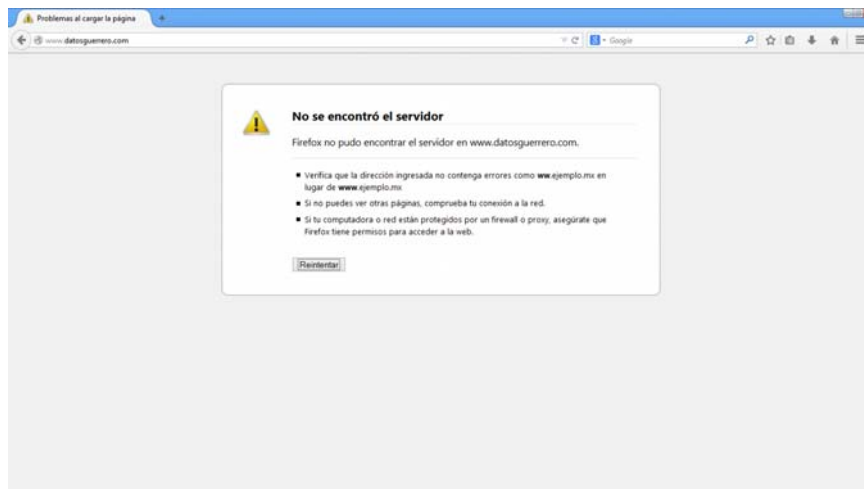 Problemas al cargar la página
www.datosguerrero.com
Google
No se encontró el servidor
Firefox no pudo encontrar el servidor en www.datosguerrero.com.
Verifica que la dirección ingresada no contenga errores como ww.ejemplo.mx en
lugar de www.ejemplo.mx
Si no puedes ver otras páginas, comprueba tu conexión a la red.
Si tu computadora o red están protegidos por un firewall o proxy, asegúrate que
Firefox tiene permisos para acceder a la web.
Reintentar